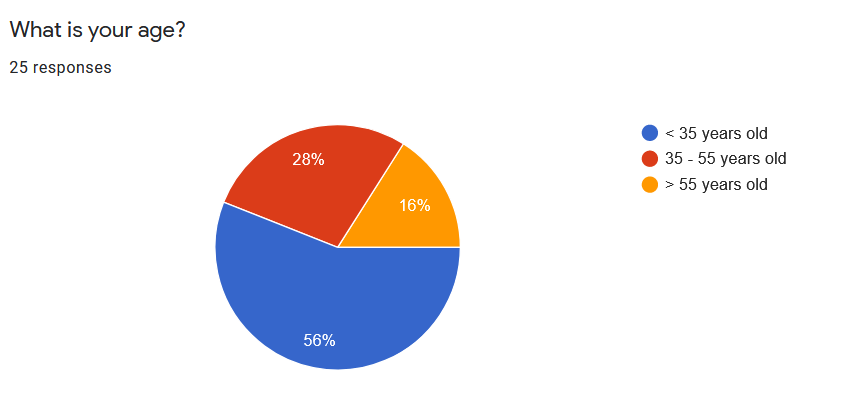 What is your age?
25 responses
28%
16%
56%
< 35 years old
35 - 55 years old
> 55 years old